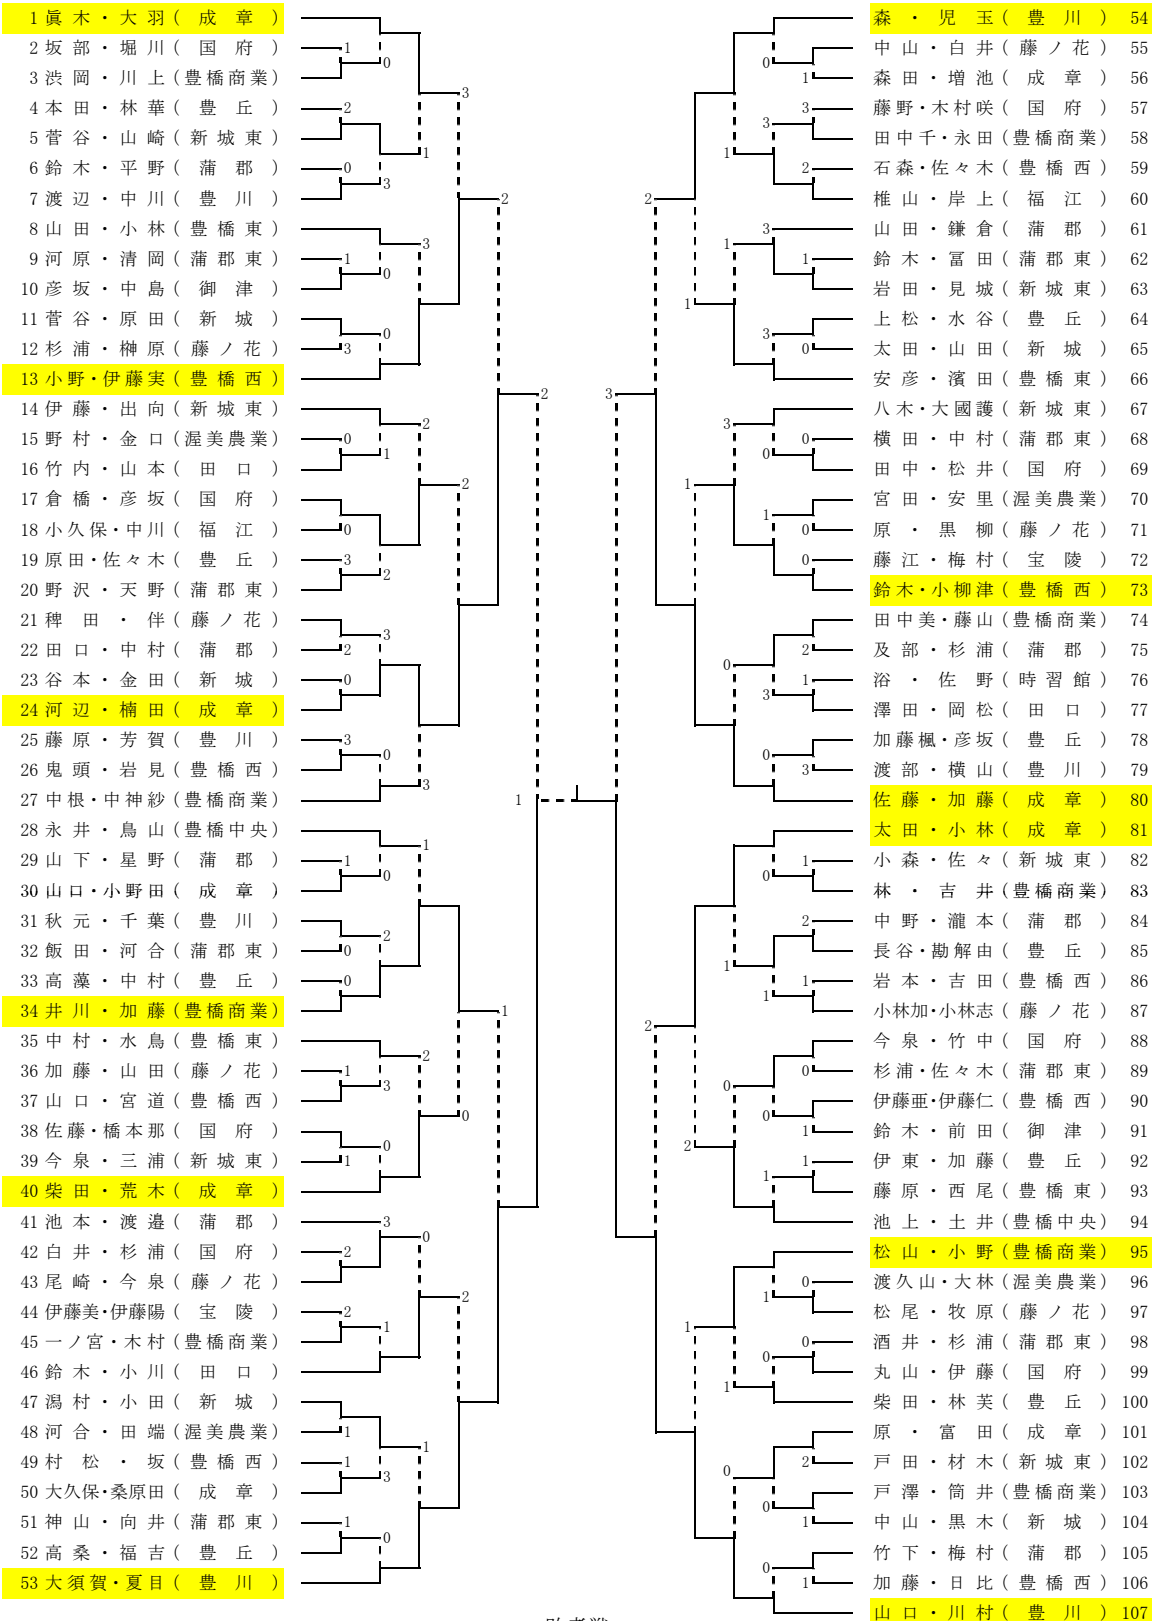 1 眞木・大羽(成章)
2 坂部・堀川(国府)
3 渋岡・川上(豊橋商業)
4 本田・林華(豊丘)
5 菅谷・山崎(新城東)
6 鈴木・平野(蒲郡)
7 渡辺・中川(豊川)
8 山田・小林(豊橋東)
9 河原・清岡(蒲郡東)
10 彦坂・中島(御津)
11 菅谷・原田(新城)
12 杉浦・榊原(藤ノ花)
13 小野・伊藤実(豊橋西)
14 伊藤・出向(新城東)
15 野村・金口(渥美農業)
16 竹内・山本(田口)
17 倉橋・彦坂(国府)
18 小久保・中川(福江)
19 原田・佐々木(豊丘)
20 野沢・天野(蒲郡東)
21 稗田・伴(藤ノ花)
22 田口・中村(蒲郡)
23 谷本・金田(新城)
24 河辺・楠田(成章)
25 藤原・芳賀(豊川)
26 鬼頭・岩見(豊橋西)
27 中根・中神紗(豊橋商業)
28 永井・鳥山(豊橋中央)
29 山下・星野(蒲郡)
30 山口・小野田(成章)
31 秋元・千葉(豊川)
32 飯田・河合(蒲郡東)
33 高藻・中村(豊丘)
34 井川・加藤(豊橋商業)
35 中村・水鳥(豊橋東)
36 加藤・山田(藤ノ花)
37 山口・宮道(豊橋西)
38 佐藤・橋本那(国府)
39 今泉・三浦(新城東)
40 柴田・荒木(成章)
41 池本・渡邉(蒲郡)
42 白井・杉浦(国府)
43 尾崎・今泉(藤ノ花)
44 伊藤美・伊藤陽(宝陵)
45 一ノ宮・木村(豊橋商業)
46 鈴木・小川(田口)
47 潟村・小田(新城)
48 河合・田端(渥美農業)
49 村松・坂(豊橋西)
50 大久保・桑原田(成章)
51 神山・向井(蒲郡東)
52 高桑・福吉(豊丘)
53 大須賀・夏目(豊川)
森・児玉(豊川) 54
中山・白井(藤ノ花) 55
森田・増池(成章) 56
藤野・木村咲(国府) 57
田中千・永田(豊橋商業) 58
石森・佐々木(豊橋西) 59
椎山・岸上(福江) 60
山田・鎌倉(蒲郡) 61
鈴木・冨田(蒲郡東) 62
岩田・見城(新城東) 63
上松・水谷(豊丘) 64
太田・山田(新城) 65
安彦・濱田(豊橋東) 66
八木・大國護(新城東) 67
横田・中村(蒲郡東) 68
田中・松井(国府) 69
宮田・安里(渥美農業) 70
原・黒柳(藤ノ花) 71
藤江・梅村(宝陵) 72
鈴木・小柳津(豊橋西) 73
田中美・藤山(豊橋商業) 74
及部・杉浦(蒲郡) 75
浴・佐野(時習館) 76
澤田・岡松(田口) 77
加藤楓・彦坂(豊丘) 78
渡部・横山(豊川) 79
佐藤・加藤(成章) 80
太田・小林(成章) 81
小森・佐々(新城東) 82
林・吉井(豊橋商業) 83
中野・瀧本(蒲郡) 84
長谷・勘解由(豊丘) 85
岩本・吉田(豊橋西) 86
小林加・小林志(藤ノ花) 87
今泉・竹中(国府) 88
杉浦・佐々木(蒲郡東) 89
伊藤亜・伊藤仁(豊橋西) 90
鈴木・前田(御津) 91
伊東・加藤(豊丘) 92
藤原・西尾(豊橋東) 93
池上・土井(豊橋中央) 94
松山・小野(豊橋商業) 95
渡久山・大林(渥美農業) 96
松尾・牧原(藤ノ花) 97
酒井・杉浦(蒲郡東) 98
丸山・伊藤(国府) 99
柴田・林芙(豊丘) 100
原・富田(成章) 101
戸田・材木(新城東) 102
戸澤・筒井(豊橋商業) 103
中山・黒木(新城) 104
竹下・梅村(蒲郡) 105
加藤・日比(豊橋西) 106
山口・川村(豊川) 107